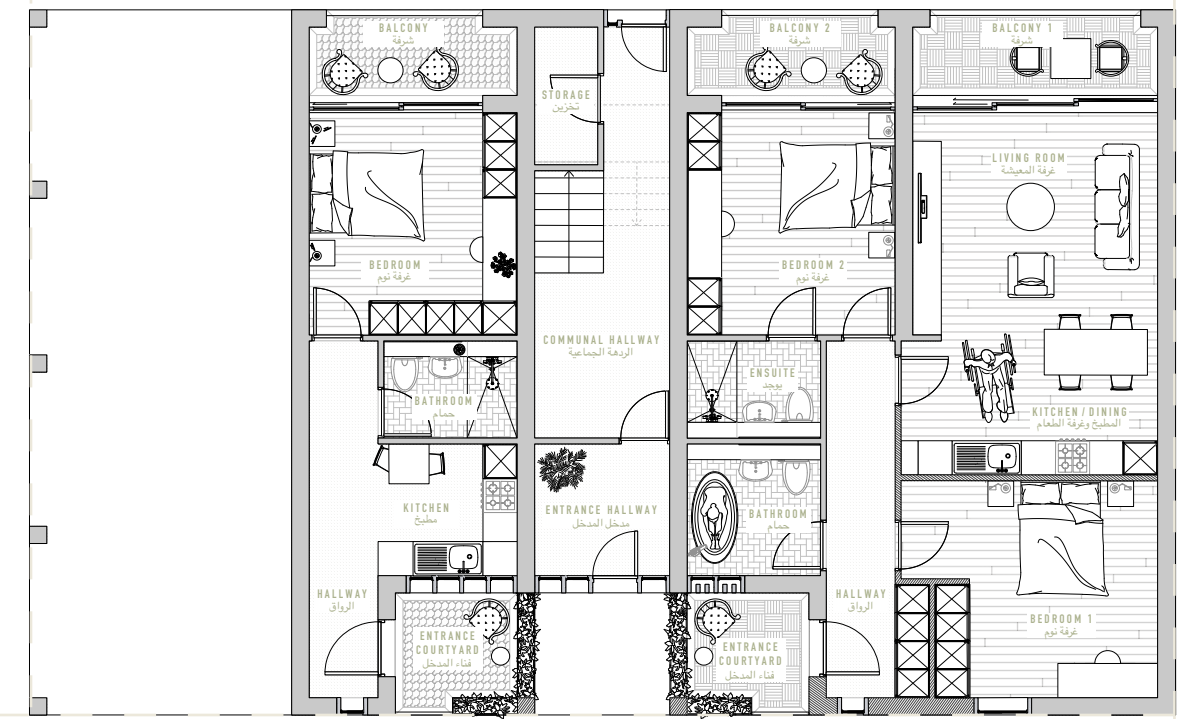 BALCONY
شرفة
BALCONY 2
شرفة
BALCONY 1
شرفة
STORAGE
تخزين
LIVING ROOM
غرفة المعيشة
BEDROOM
غرفة نوم
BEDROOM 2
غرفة نوم
COMMUNAL HALLWAY
الردهة الجماعية
ENSUITE
يوجد
BATHROOM
حمام
KITCHEN / DINING
المطبخ وغرفة الطعام
KITCHEN
مطبخ
ENTRANCE HALLWAY
مدخل المدخل
BATHROOM
حمام
HALLWAY
الرواق
HALLWAY
الرواق
ENTRANCE
COURTYARD
فناء المدخل
ENTRANCE
COURTYARD
فناء المدخل
BEDROOM 1
غرفة نوم